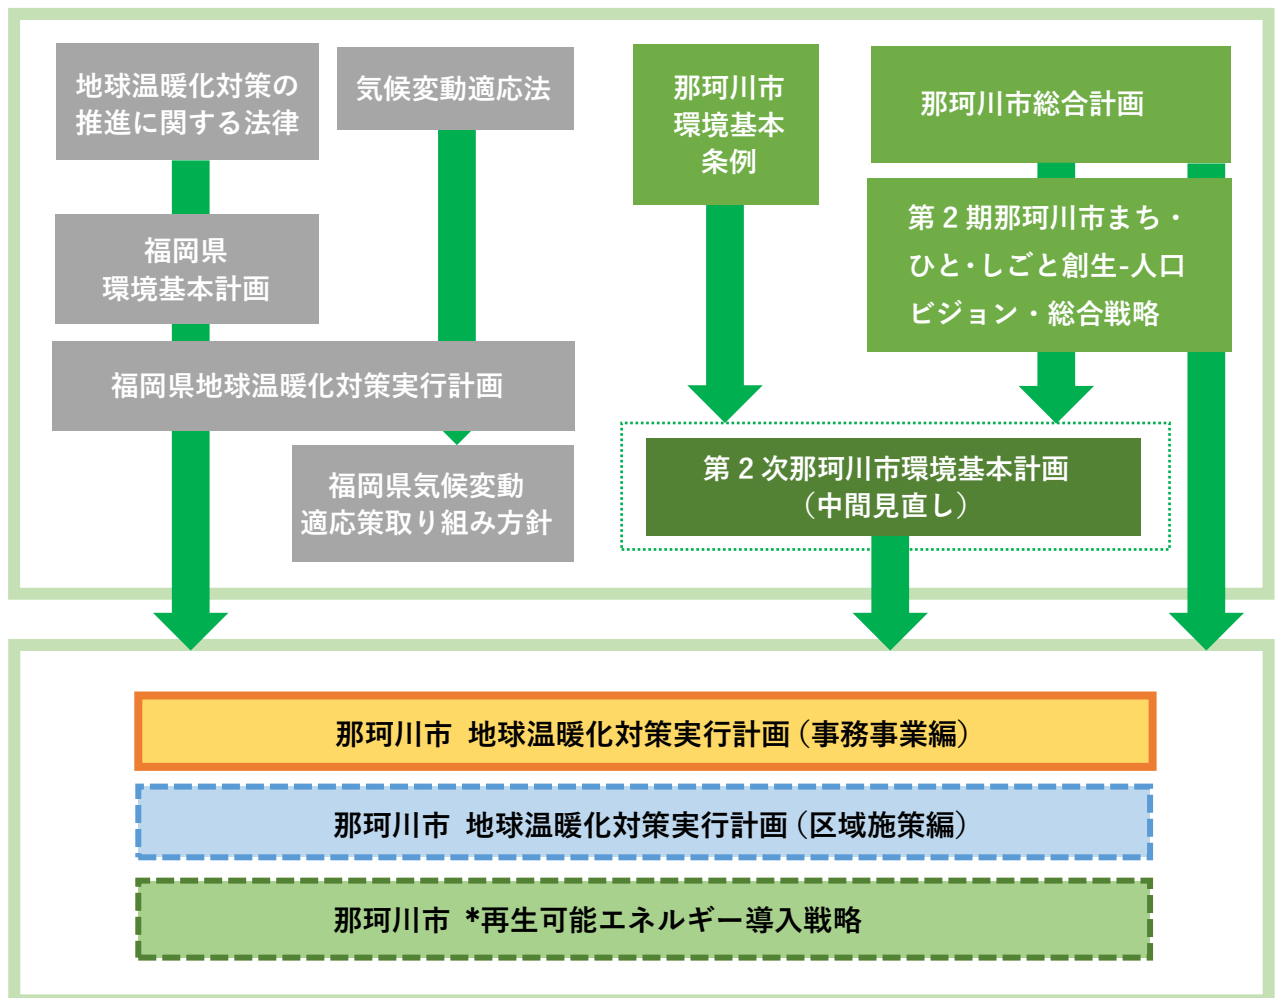 地球温暖化対策の
推進に関する法律
気候変動適応法
那珂川市
環境基本
条例
那珂川市総合計画
福岡県
環境基本計画
第2期那珂川市まち・
ひと・しごと創生-人口
ビジョン・総合戦略
福岡県地球温暖化対策実行計画
福岡県気候変動
適応策取り組み方針
第2次那珂川市環境基本計画
（中間見直し）
那珂川市 地球温暖化対策実行計画（事務事業編）
那珂川市 地球温暖化対策実行計画（区域施策編）
那珂川市 *再生可能エネルギー導入戦略